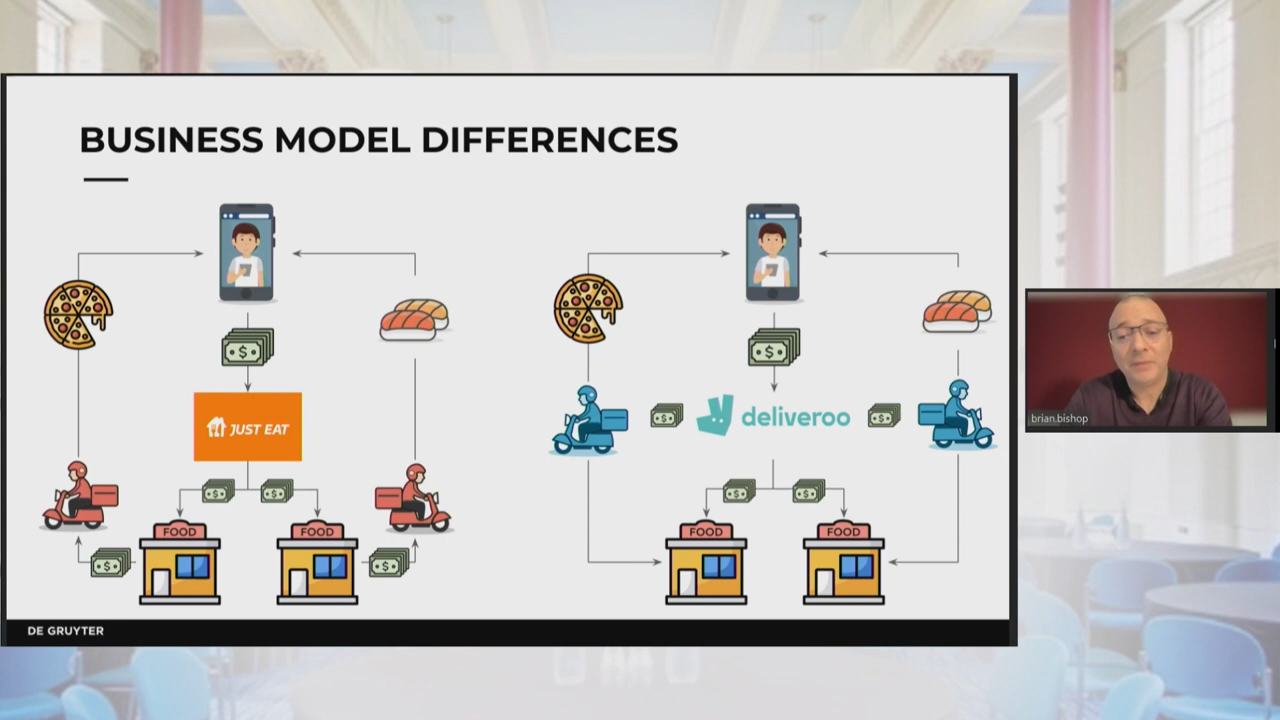 BUSINESS MODEL DIFFERENCES
JUST EAT
deliveroo
FOOD
FOOD
FOOD
FOOD
brian.bishop
DE GRUYTER